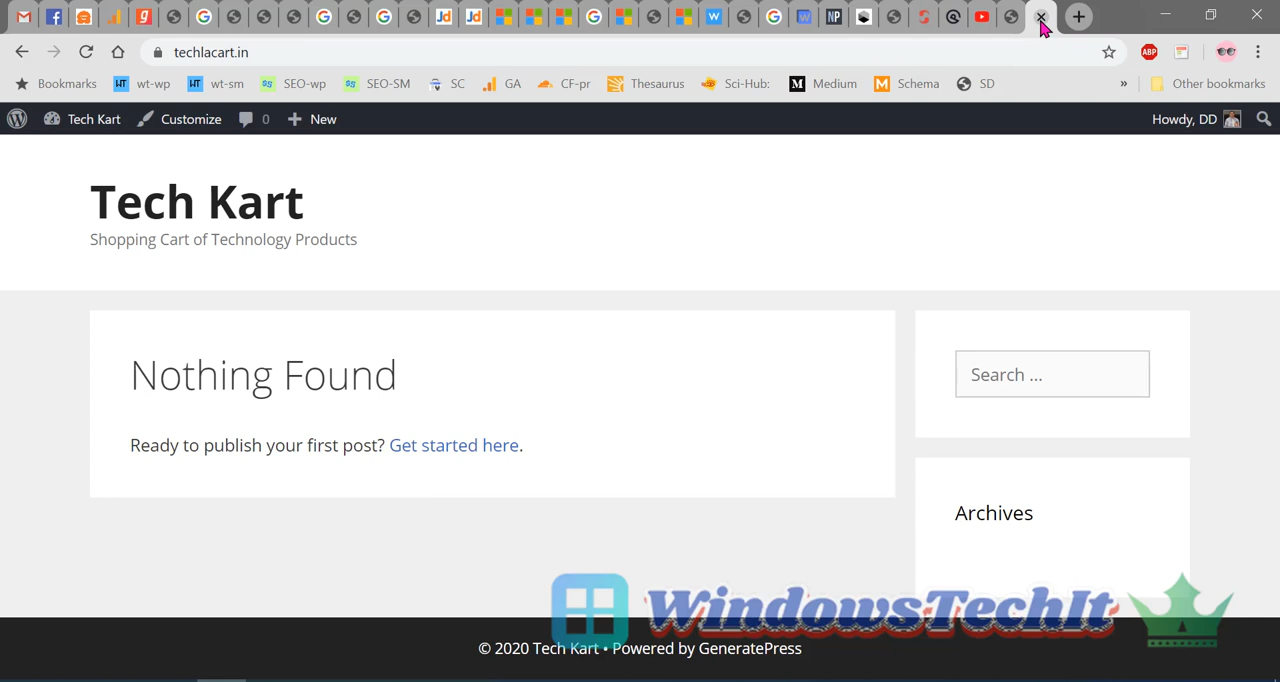 techlacart.in
ABP
Bookmarks
wt-wp
wt-sm
SEO-wp
SEO-SM
SC
GA
CF-pr
Thesaurus
Sci-Hub:
Medium
Schema
SD
»
Other bookmarks
Tech Kart
Customize
0
New
Howdy, DD
Tech Kart
Shopping Cart of Technology Products
Nothing Found
Ready to publish your first post? Get started here.
Search ...
Archives
WindowsTechIt
© 2020 Tech Kart • Powered by GeneratePress